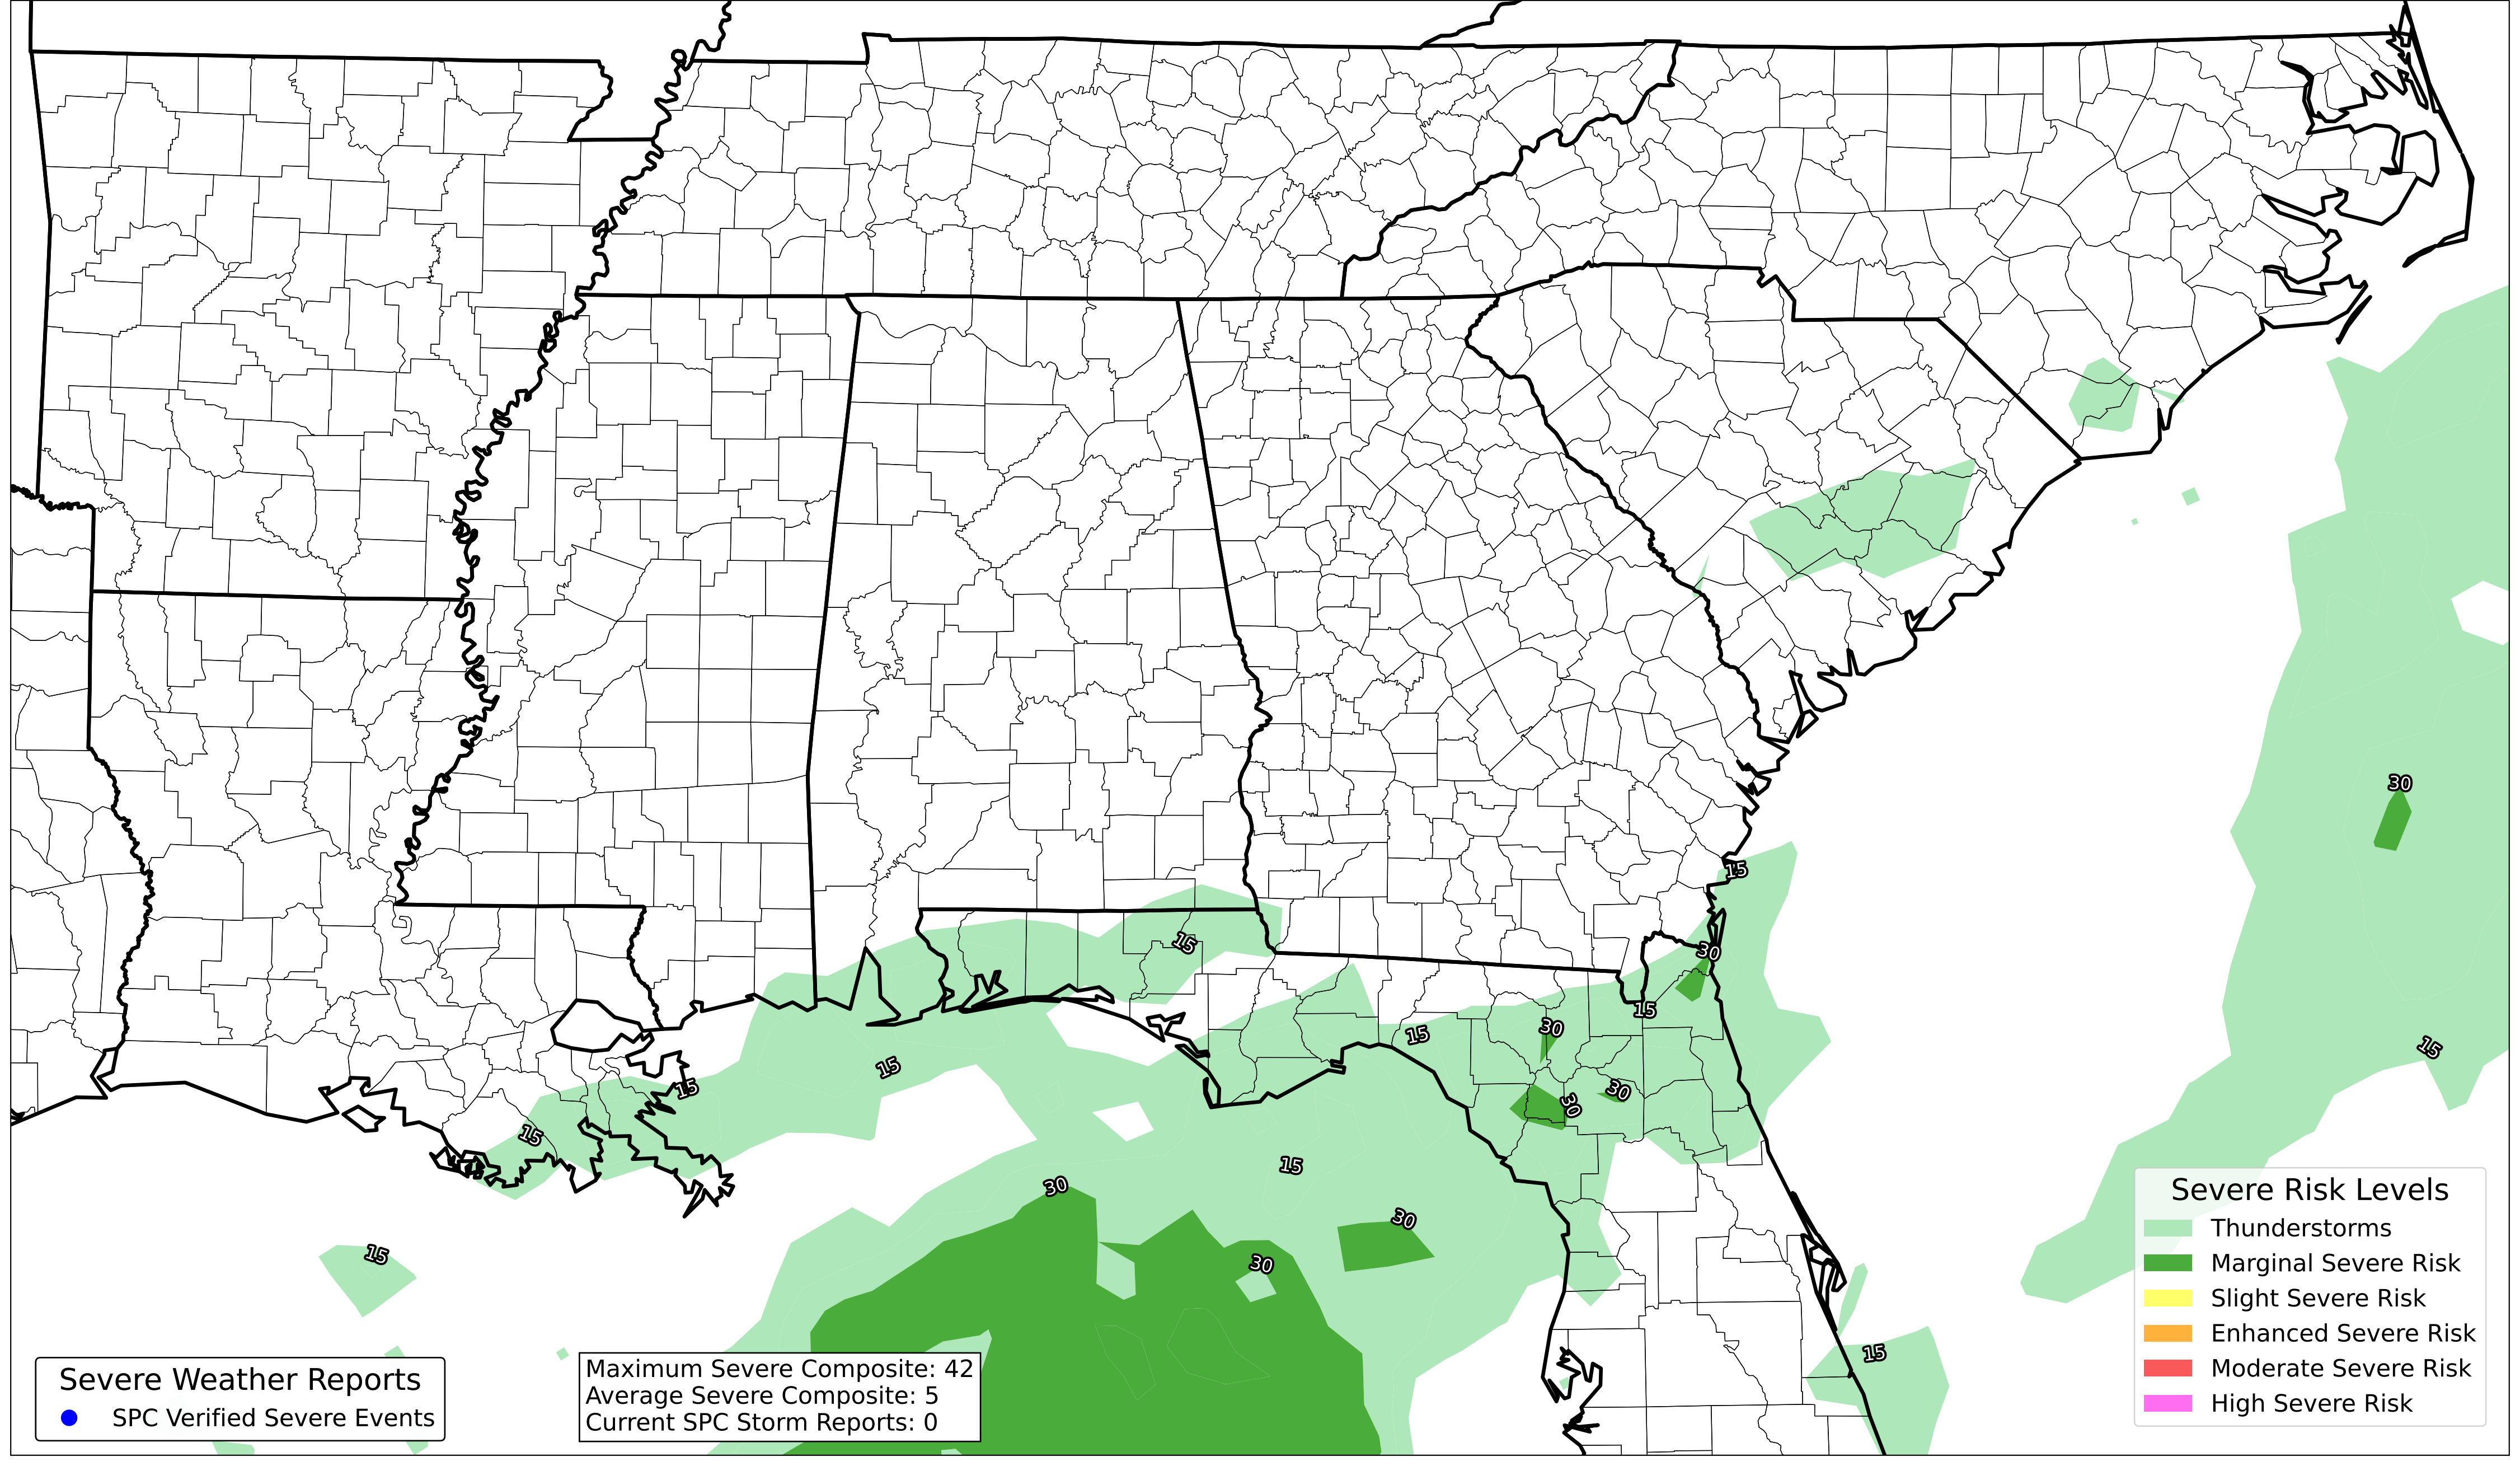 30
15
15
30
15
30
15
30
15
15
15
30
30
15
15
30
30
15
30
15
Severe Risk Levels
Thunderstorms
Marginal Severe Risk
Slight Severe Risk
Enhanced Severe Risk
Moderate Severe Risk
High Severe Risk
Severe Weather Reports
SPC Verified Severe Events
Maximum Severe Composite: 42
Average Severe Composite: 5
Current SPC Storm Reports: 0